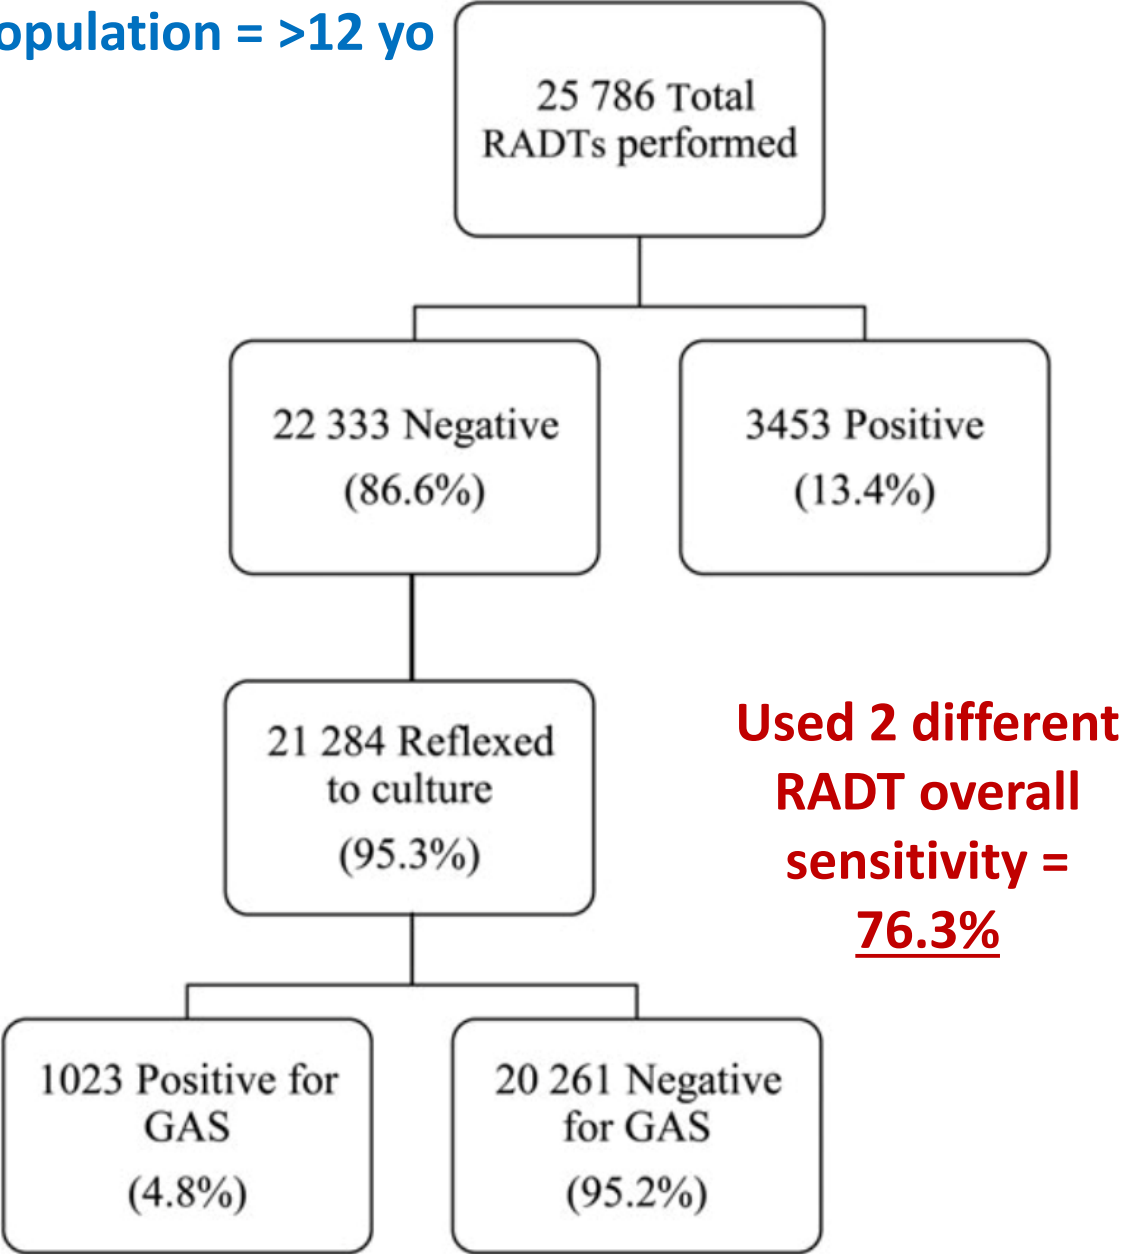 opulation = >12 yo
25 786 Total
RADTs performed
22 333 Negative
(86.6%)
3453 Positive
(13.4%)
21 284 Reflexed
to culture
(95.3%)
Used 2 different
RADT overall
sensitivity =
76.3%
1023 Positive for
GAS
(4.8%)
20 261 Negative
for GAS
(95.2%)